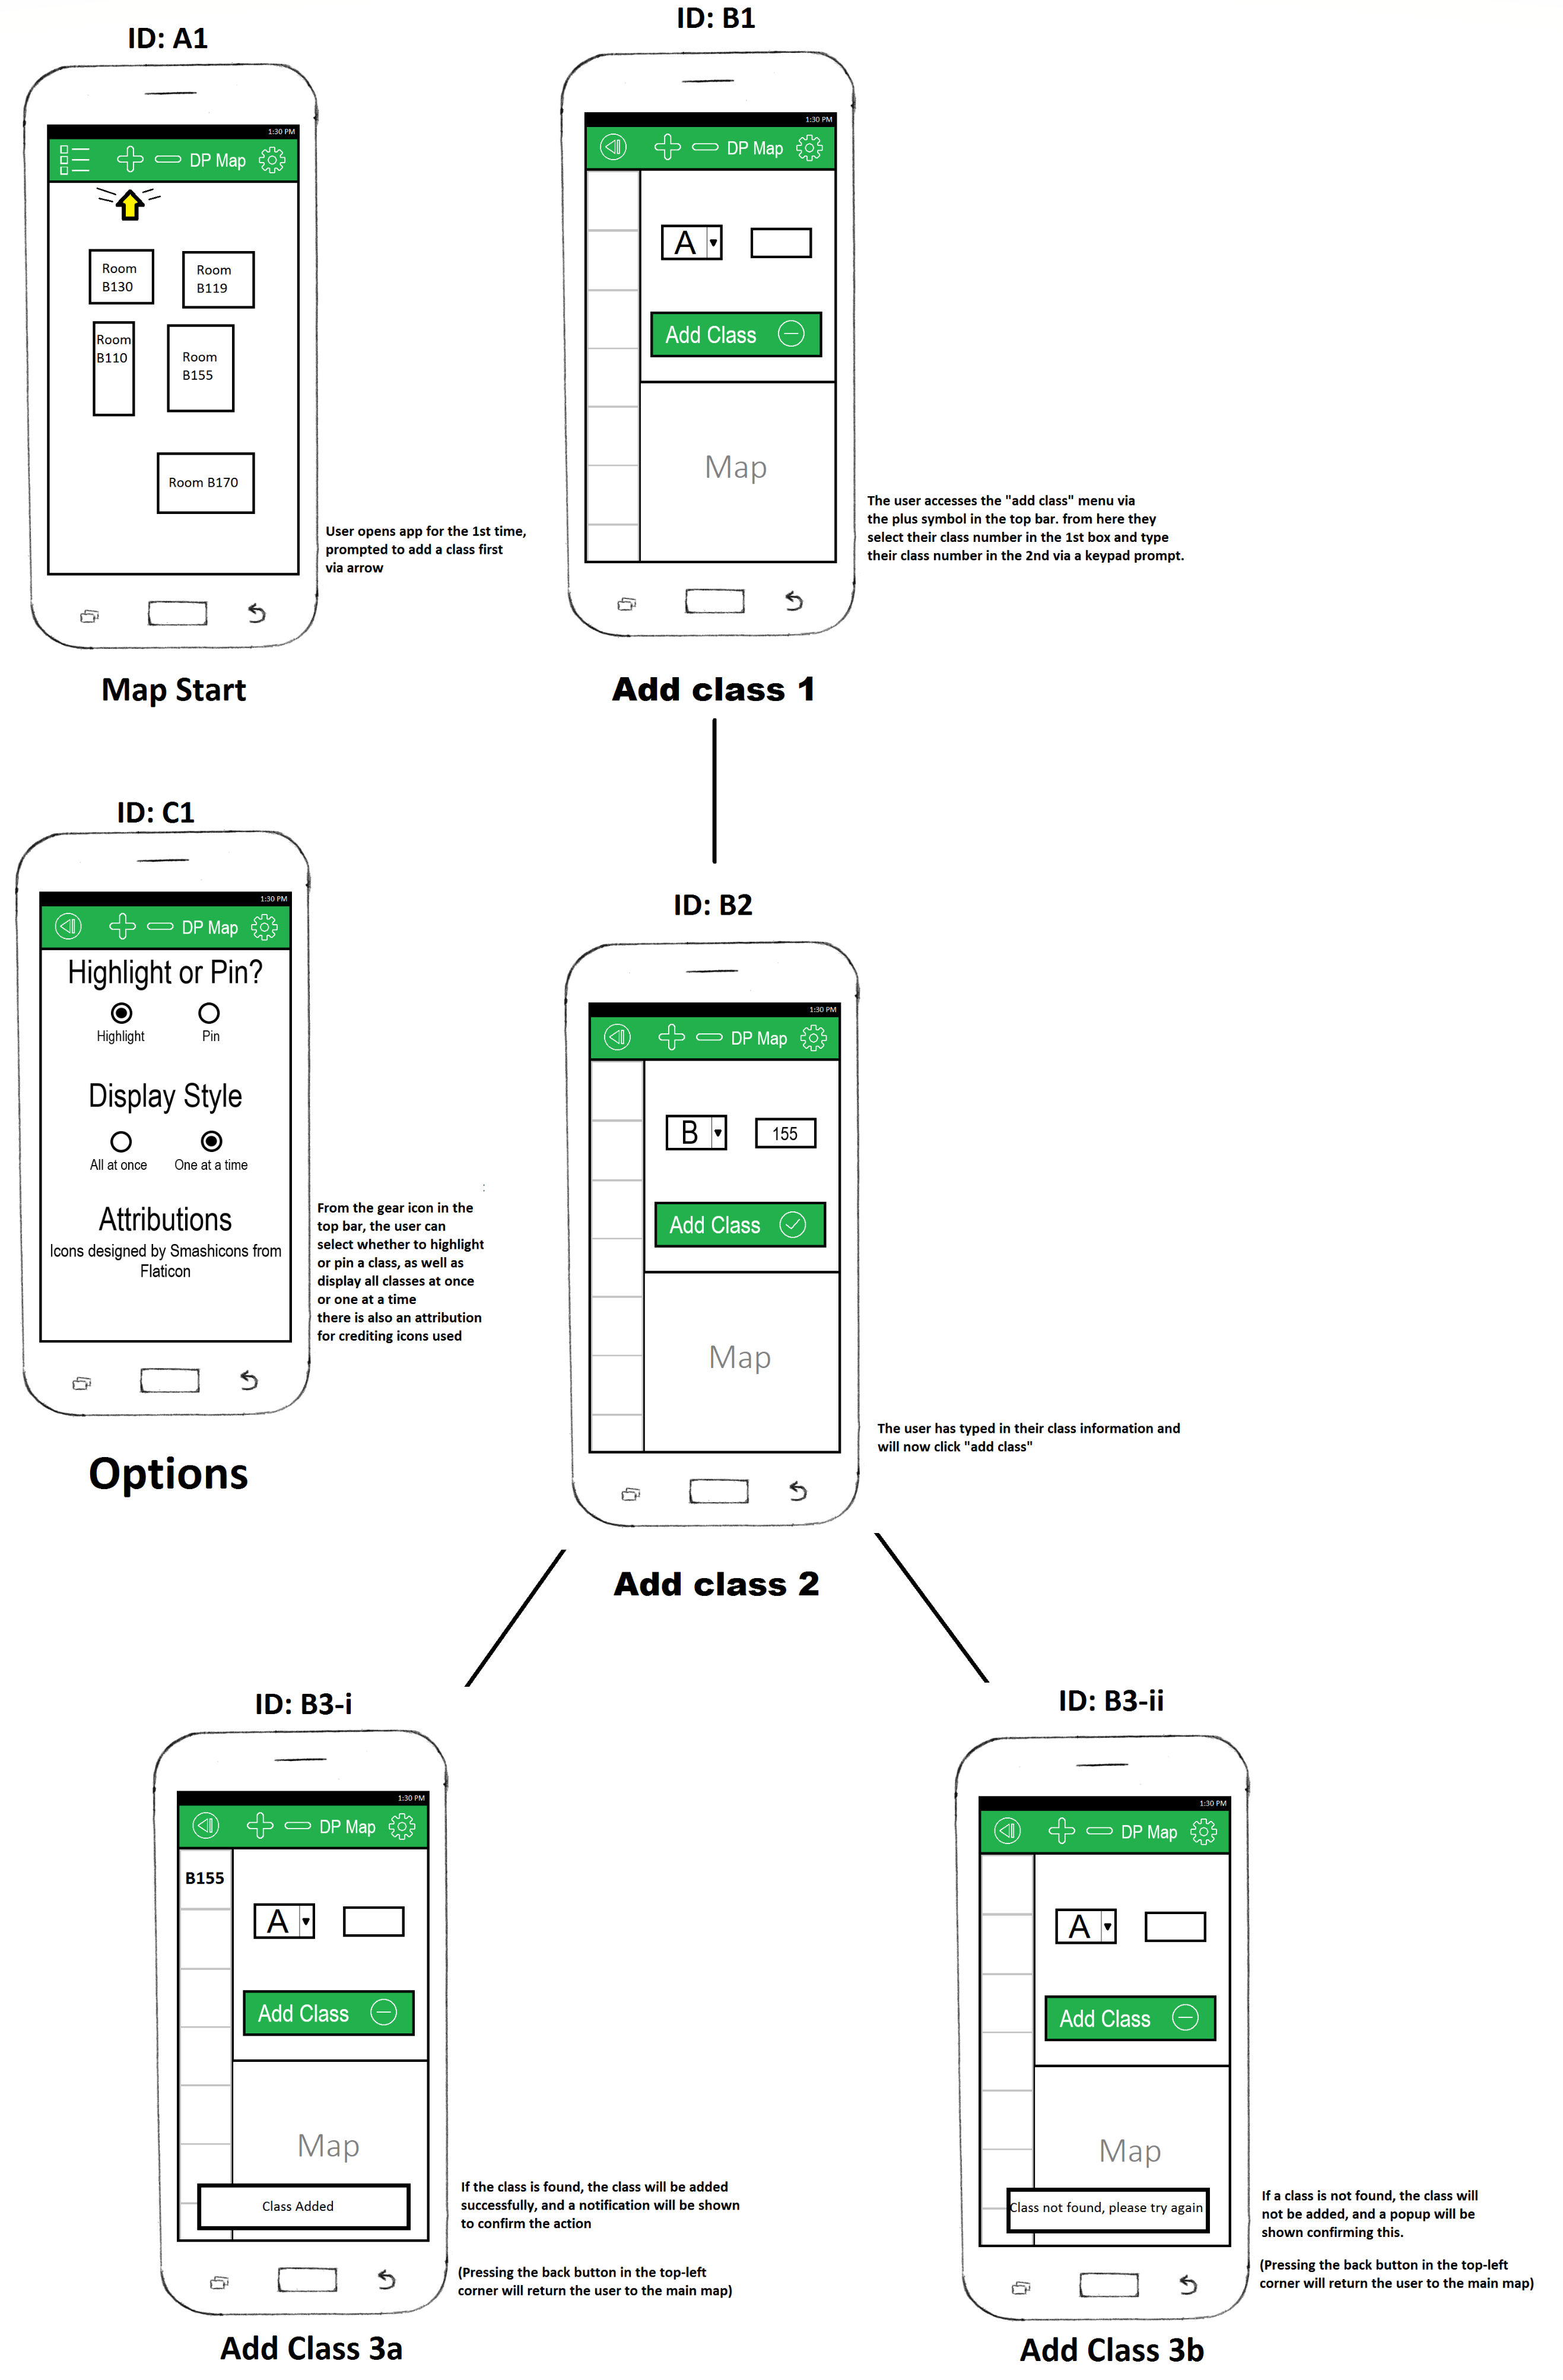 ID: A1
1:30 PM
DP Map
Room
B130
Room
B119
Room
B110
Room
B155
Room B170
User opens app for the 1st time,
prompted to add a class first
via arrow
Map Start
ID: B1
1:30 PM
DP Map
A
Add Class
Map
The user accesses the "add class" menu via
the plus symbol in the top bar. from here they
select their class number in the 1st box and type
their class number in the 2nd via a keypad prompt.
Add class 1
ID: C1
1:30 PM
DP Map
Highlight or Pin?
Highlight
Pin
Display Style
All at once
One at a time
Attributions
Icons designed by Smashicons from
Flaticon
:
From the gear icon in the
top bar, the user can
select whether to highlight
or pin a class, as well as
display all classes at once
or one at a time
there is also an attribution
for crediting icons used
Options
ID: B2
1:30 PM
DP Map
B
155
Add Class
Map
The user has typed in their class information and
will now click "add class"
Add class 2
ID: B3-i
1:30 PM
DP Map
B155
A
Add Class
Map
Class Added
If the class is found, the class will be added
successfully, and a notification will be shown
to confirm the action
(Pressing the back button in the top-left
corner will return the user to the main map)
Add Class 3a
ID: B3-ii
1:30 PM
DP Map
A
Add Class
Map
Class not found, please try again
If a class is not found, the class will
not be added, and a popup will be
shown confirming this.
(Pressing the back button in the top-left
corner will return the user to the main map)
Add Class 3b